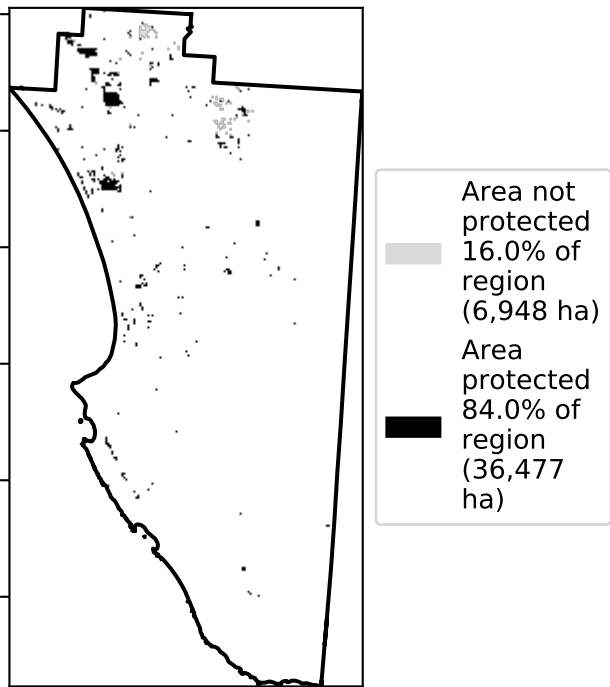 Area not
protected
16.0% of
region
(6,948 ha)
Area
protected
84.0% of
region
(36,477
ha)